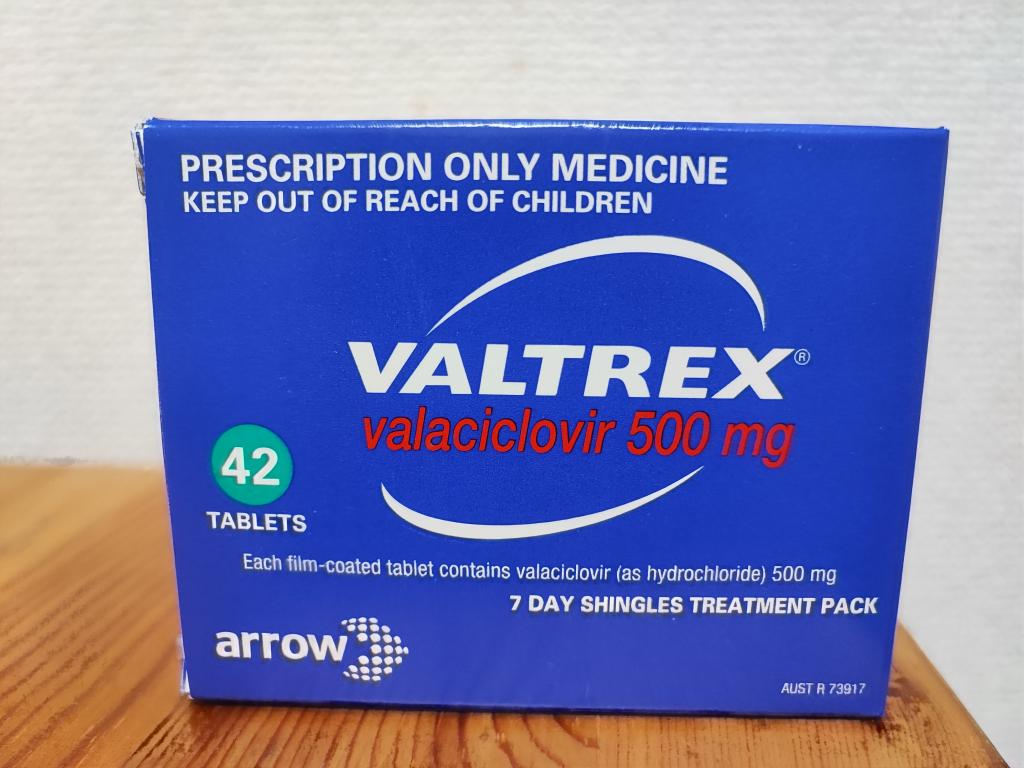 PRESCRIPTION ONLY MEDICINE
KEEP OUT OF REACH OF CHILDREN
VALTREX®
valaciclovir 500 mg
42
TABLETS
Each film-coated tablet contains valaciclovir (as hydrochloride) 500 mg
7 DAY SHINGLES TREATMENT PACK
arrow
AUST R 73917